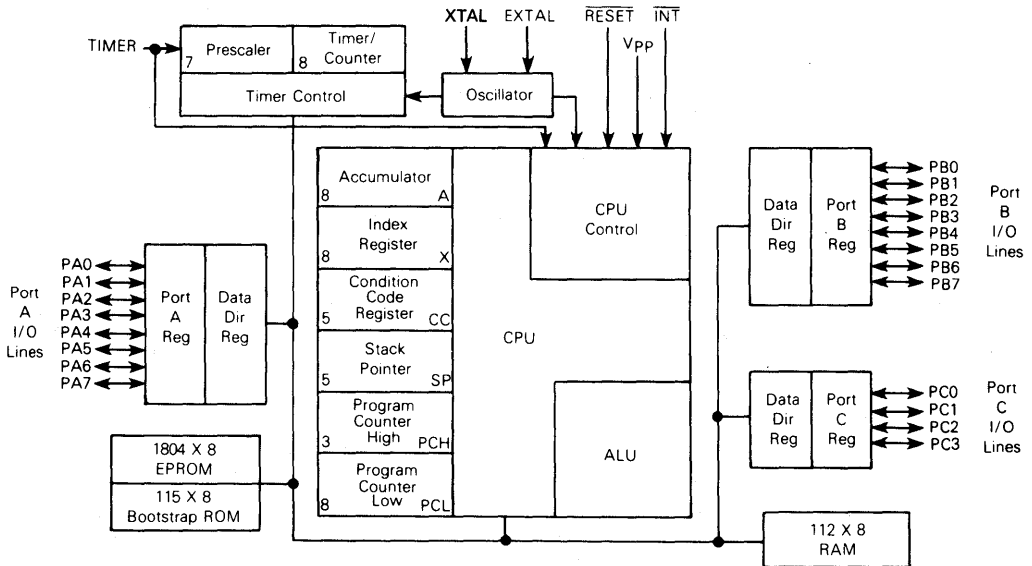 XTAL EXTAL RESET INT
VPP
TIMER
Prescaler
7
Timer/
Counter
8
Timer Control
Oscillator
Accumulator
8 A
Index
Register
8 X
Condition
Code
Register
5 CC
Stack
Pointer
5 SP
Program
Counter
High
3 PCH
Program
Counter
Low
8 PCL
CPU
Control
CPU
ALU
Port
A
I/O
Lines
PA0
PA1
PA2
PA3
PA4
PA5
PA6
PA7
Port
A
Reg
Data
Dir
Reg
1804 X 8
EPROM
115 X 8
Bootstrap ROM
Data
Dir
Reg
Port
B
Reg
PB0
PB1
PB2
PB3
PB4
PB5
PB6
PB7
Port
B
I/O
Lines
Data
Dir
Reg
Port
C
Reg
PC0
PC1
PC2
PC3
Port
C
I/O
Lines
112 X 8
RAM